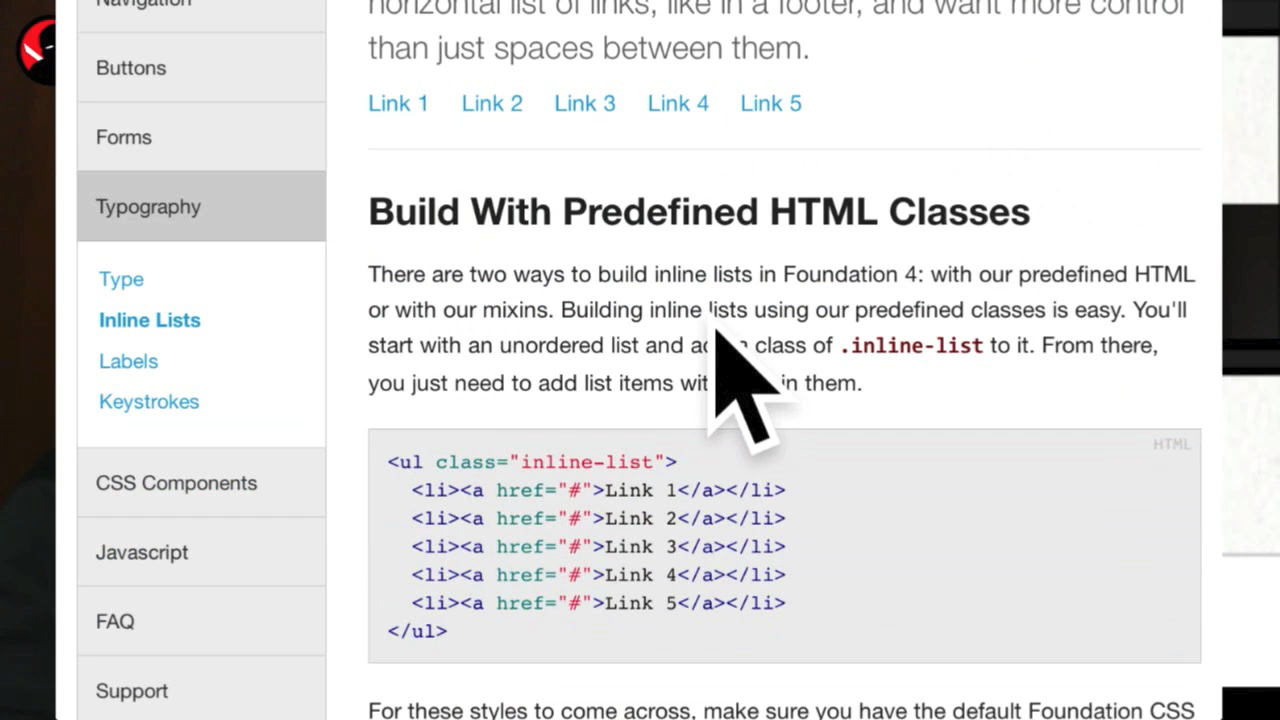 Navigation
Buttons
Forms
Typography
Type
Inline Lists
Labels
Keystrokes
CSS Components
Javascript
FAQ
Support
horizontal list of links, like in a footer, and want more control
than just spaces between them.
Link 1 Link 2 Link 3 Link 4 Link 5
Build With Predefined HTML Classes
There are two ways to build inline lists in Foundation 4: with our predefined HTML
or with our mixins. Building inline lists using our predefined classes is easy. You'll
start with an unordered list and class of .inline-list to it. From there,
you just need to add list items in them.
HTML
<ul class="inline-list">
<li><a href="#">Link 1</a></li>
<li><a href="#">Link 2</a></li>
<li><a href="#">Link 3</a></li>
<li><a href="#">Link 4</a></li>
<li><a href="#">Link 5</a></li>
</ul>
For these styles to come across, make sure you have the default Foundation CSS